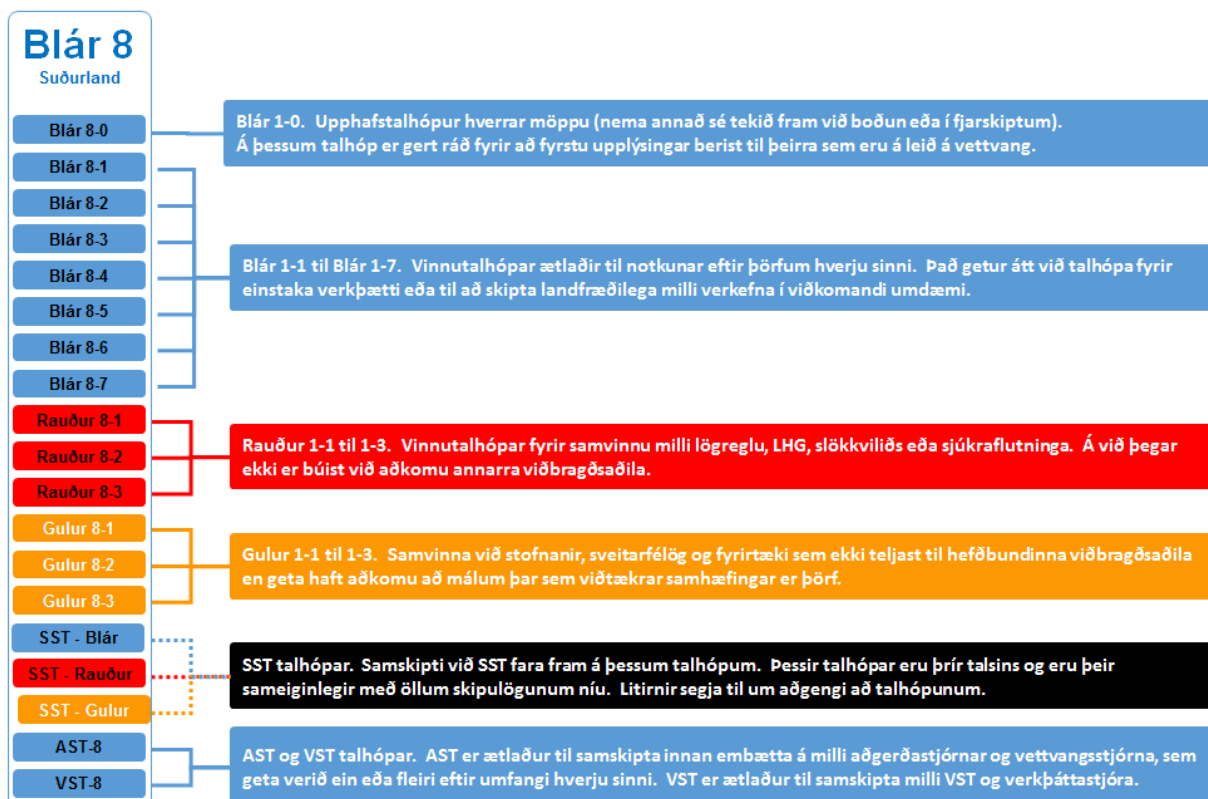 Blár 8
Suðurland
Blár 8-0
Blár 8-1
Blár 8-2
Blár 8-3
Blár 8-4
Blár 8-5
Blár 8-6
Blár 8-7
Rauður 8-1
Rauður 8-2
Rauður 8-3
Gulur 8-1
Gulur 8-2
Gulur 8-3
SST - Blár
SST - Rauður
SST - Gulur
AST-8
VST-8
Blár 1-0. Upphafstalhópur hverrar möppu (nema annað sé tekið fram við boðun eða í fjarskiptum).
Á þessum talhóp er gert ráð fyrir að fyrstu upplýsingar berist til þeirra sem eru á leið á vettvang.
Blár 1-1 til Blár 1-7. Vinnutalhópar ætlaðir til notkunar eftir þörfum hverju sinni. Það getur átt við talhópa fyrir
einstaka verkþætti eða til að skipta landfræðilega milli verkefna í viðkomandi umdæmi.
Rauður 1-1 til 1-3. Vinnutalhópar fyrir samvinnu milli lögreglu, LHG, slökkviliðs eða sjúkraflutninga. Á við þegar
ekki er búist við aðkomu annarra viðbragðsaðila.
Gulur 1-1 til 1-3. Samvinna við stofnanir, sveitarfélög og fyrirtæki sem ekki teljast til hefðbundinna viðbragðsaðila
en geta haft aðkomu að málum þar sem víðtækrar samhæfingar er þörf.
SST talhópar. Samskipti við SST fara fram á þessum talhópum. Þessir talhópar eru þrír talsins og eru þeir
sameiginlegir með öllum skipulögunum níu. Litirnir segja til um aðgengi að talhópunum.
AST og VST talhópar. AST er ætlaður til samskipta innan embætta á milli aðgerðastjórnar og vettvangsstjórna, sem
geta verið ein eða fleiri eftir umfangi hverju sinni. VST er ætlaður til samskipta milli VST og verkþáttastjóra.